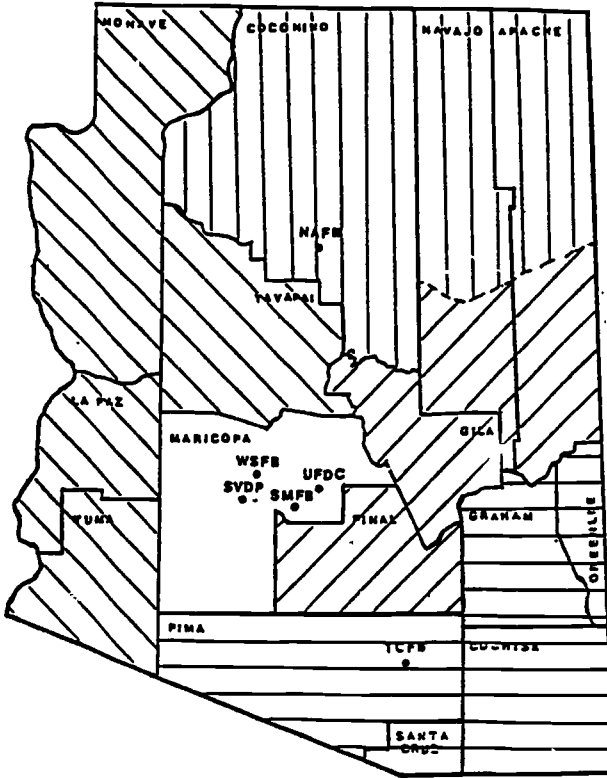 MOHAVE
COCONINO
NAVAJO APACHE
NAFB
YAVAPAI
LA PAZ
MARICOPA
GILA
WSFB
UFDC
SVDP
SMFB
YUMA
PINAL
GRAHAM
GREENLEE
PIMA
TCFB
COCHISE
SANTA
CRUZ